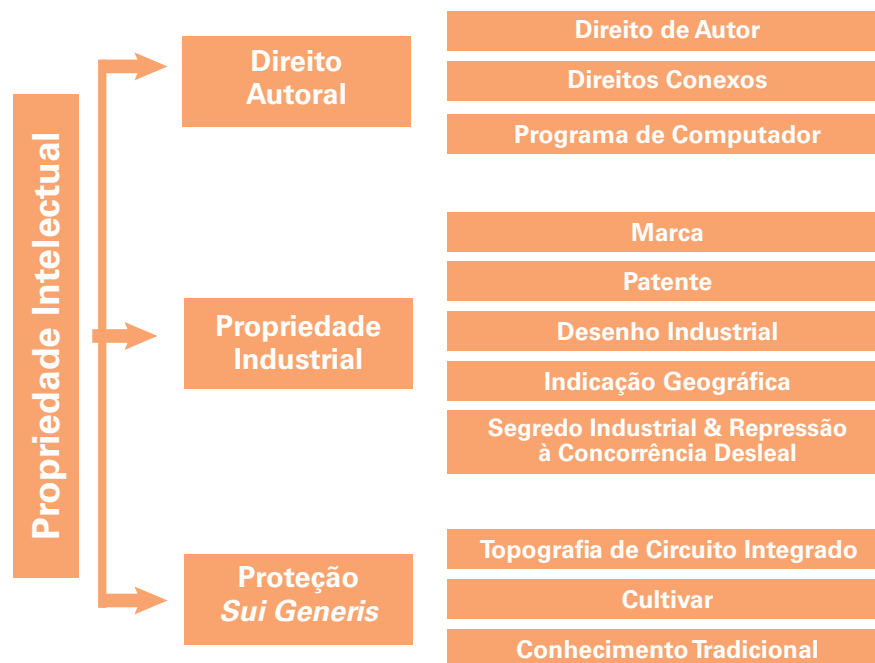 Propriedade Intelectual
Direito
Autoral
Direito de Autor
Direitos Conexos
Programa de Computador
Propriedade
Industrial
Marca
Patente
Desenho Industrial
Indicação Geográfica
Segredo Industrial & Repressão
à Concorrência Desleal
Proteção
Sui Generis
Topografia de Circuito Integrado
Cultivar
Conhecimento Tradicional